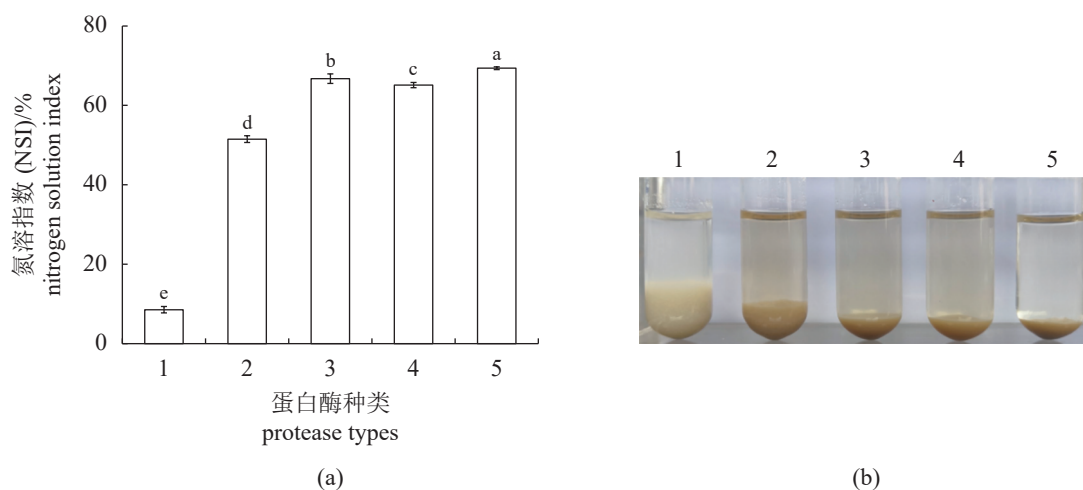 80
60
40
20
0
氮溶指数 (NSI)/%
nitrogen solution index
e
d
b
c
a
1 2 3 4 5
蛋白酶种类
protease types
(a)
1 2 3 4 5
(b)